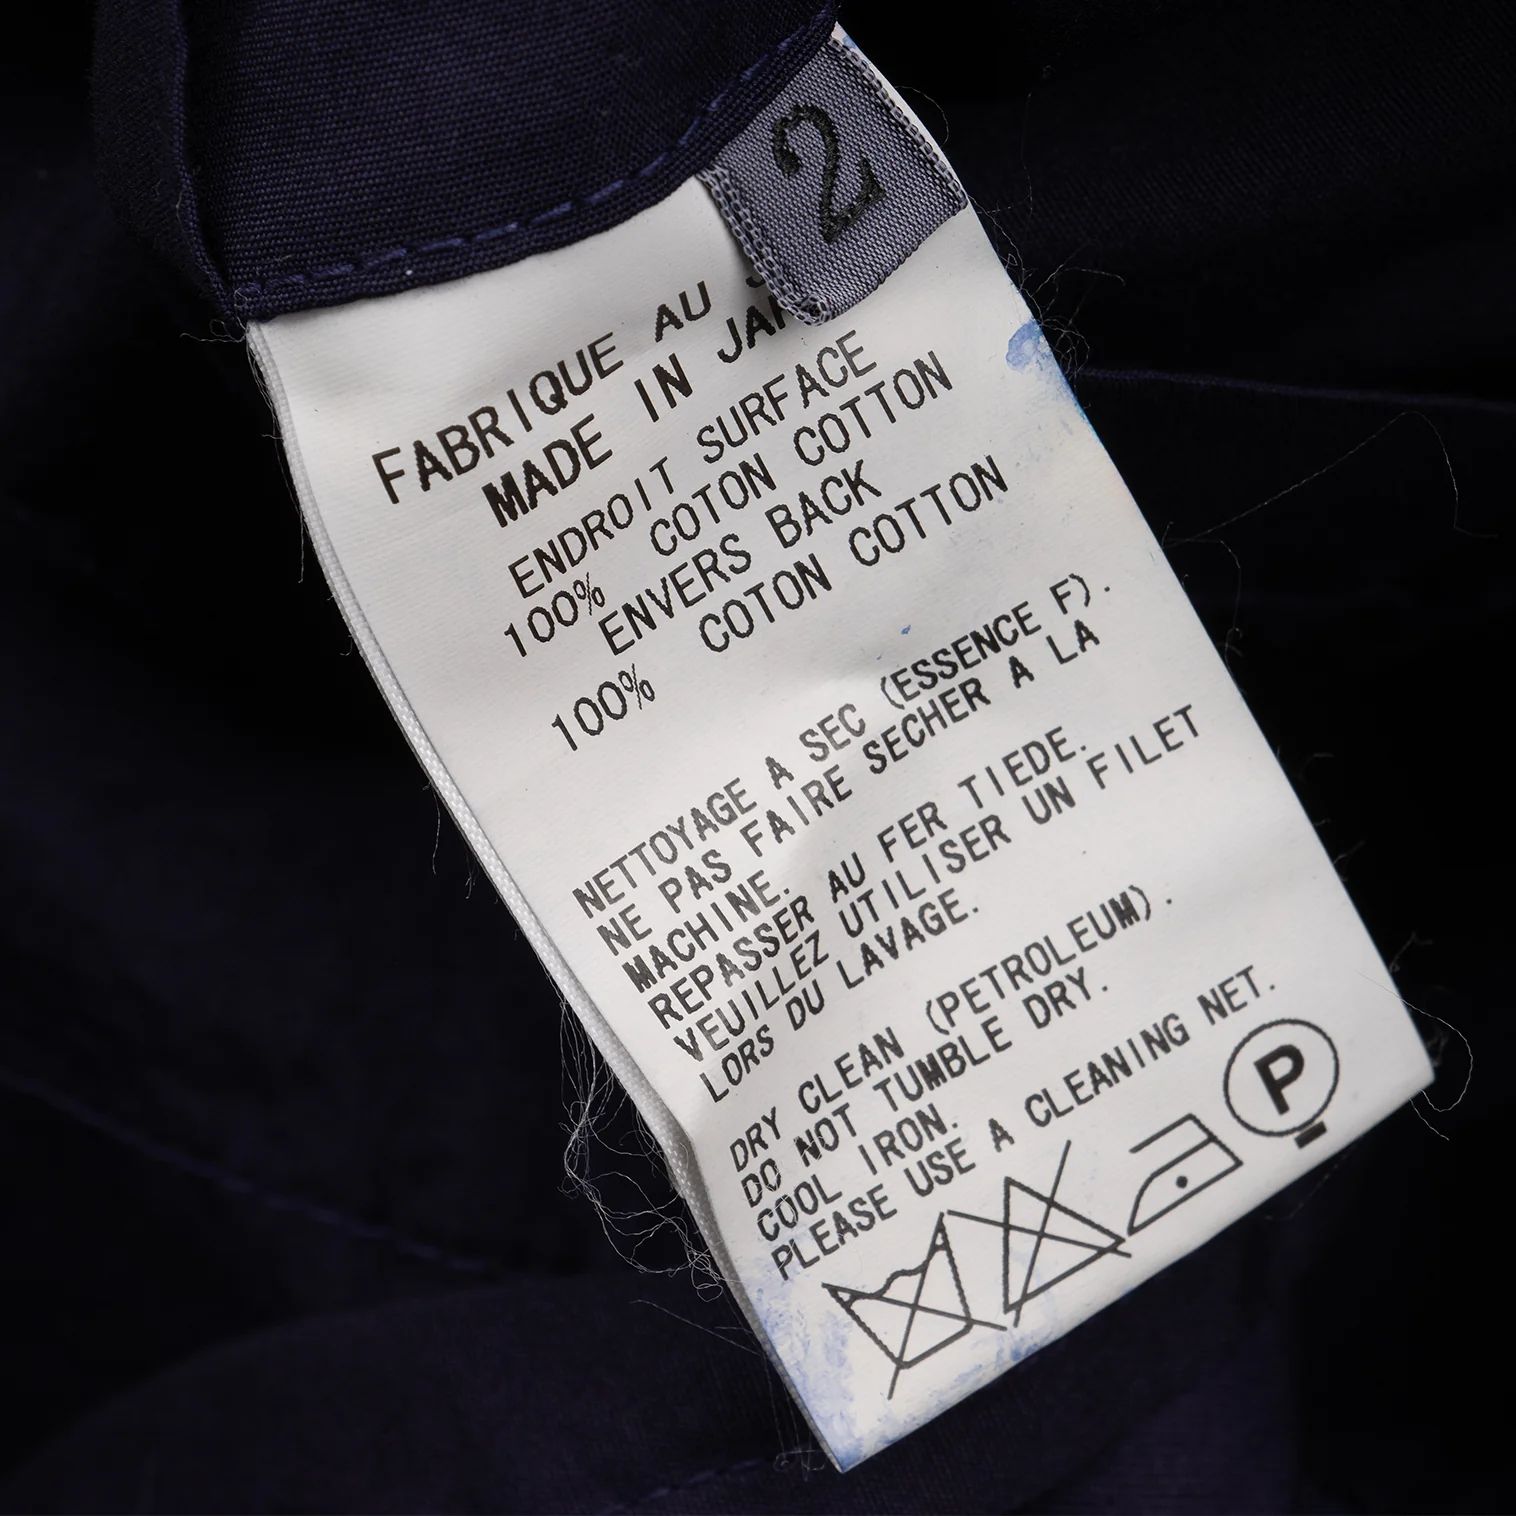 2
FABRIQUE AU
MADE IN
ENDROIT SURFACE
100% COTON COTTON
ENVERS BACK
100% COTON COTTON
NETTOYAGE A SEC (ESSENCE F).
NE PAS FAIRE SECHER A LA
MACHINE.
REPASSER AU FER TIEDE.
VEUILLEZ UTILISER UN FILET
LORS DU LAVAGE.
DRY CLEAN (PETROLEUM).
DO NOT TUMBLE DRY.
COOL IRON.
PLEASE USE A CLEANING NET.
P